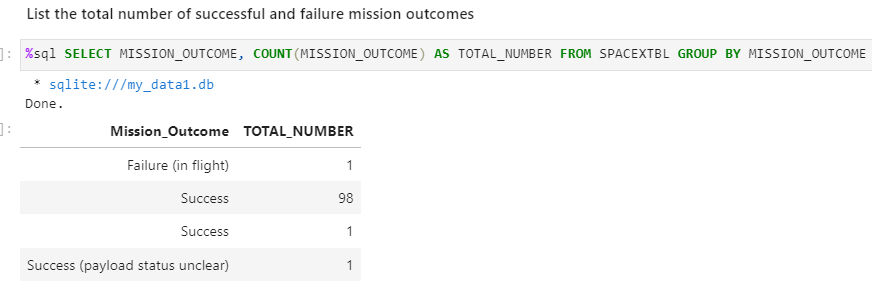 List the total number of successful and failure mission outcomes
]: %sql SELECT MISSION_OUTCOME, COUNT(MISSION_OUTCOME) AS TOTAL_NUMBER FROM SPACEXTBL GROUP BY MISSION_OUTCOME
* sqlite:///my_data1.db
Done.
]:
Mission_Outcome TOTAL_NUMBER
Failure (in flight) 1
Success 98
Success 1
Success (payload status unclear) 1